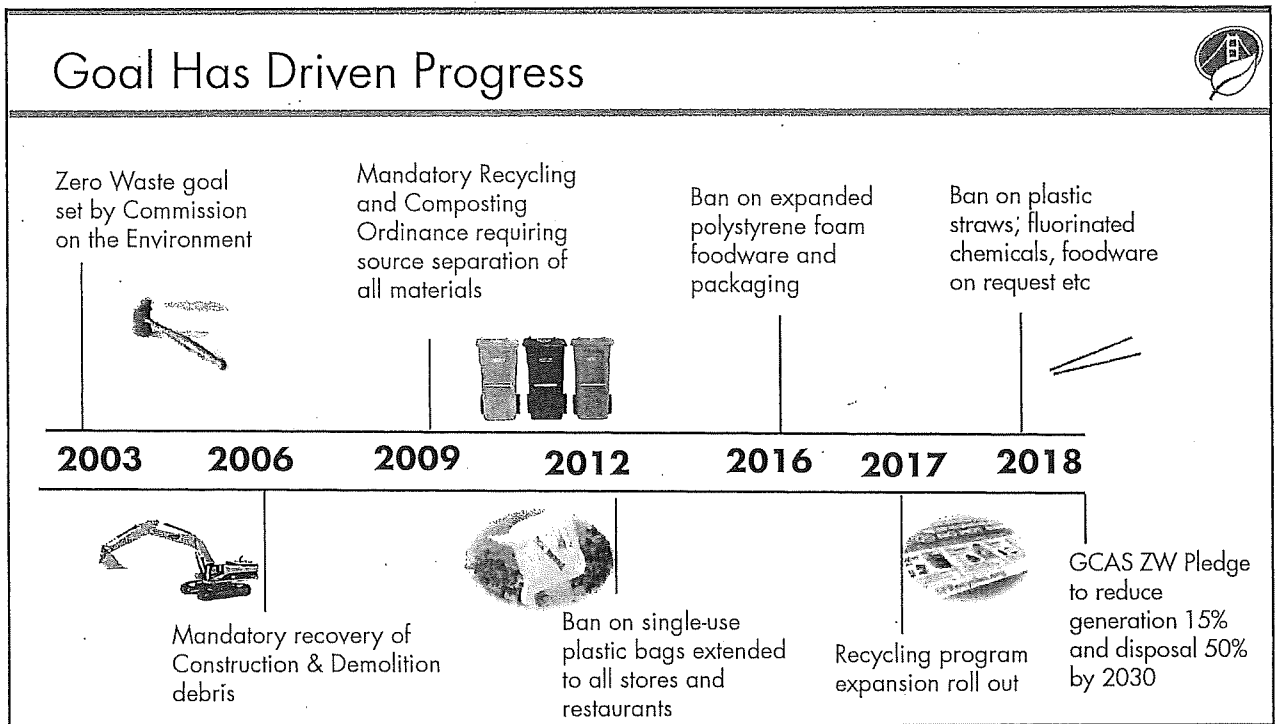 Goal Has Driven Progress
Zero Waste goal
set by Commission
on the Environment
Mandatory Recycling
and Composting
Ordinance requiring
source separation of
all materials
Ban on expanded
polystyrene foam
foodware and
packaging
Ban on plastic
straws, fluorinated
chemicals, foodware
on request etc
2003 2006 2009 2012 2016 2017 2018
Mandatory recovery of
Construction & Demolition
debris
Ban on single-use
plastic bags extended
to all stores and
restaurants
Recycling program
expansion roll out
GCAS ZW Pledge
to reduce
generation 15%
and disposal 50%
by 2030